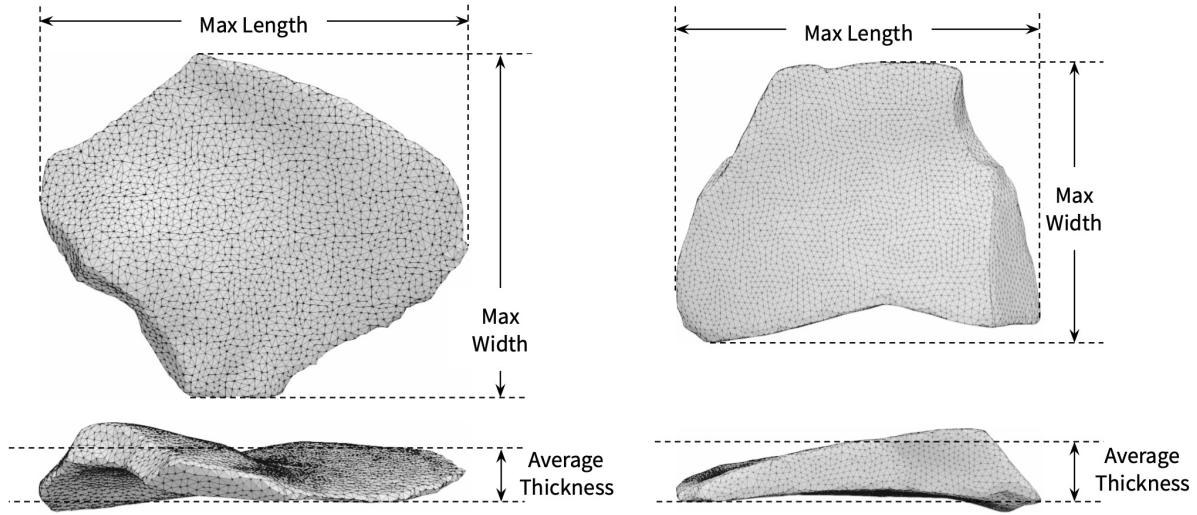 Max Length
Max
Width
Average
Thickness
Max Length
Max
Width
Average
Thickness